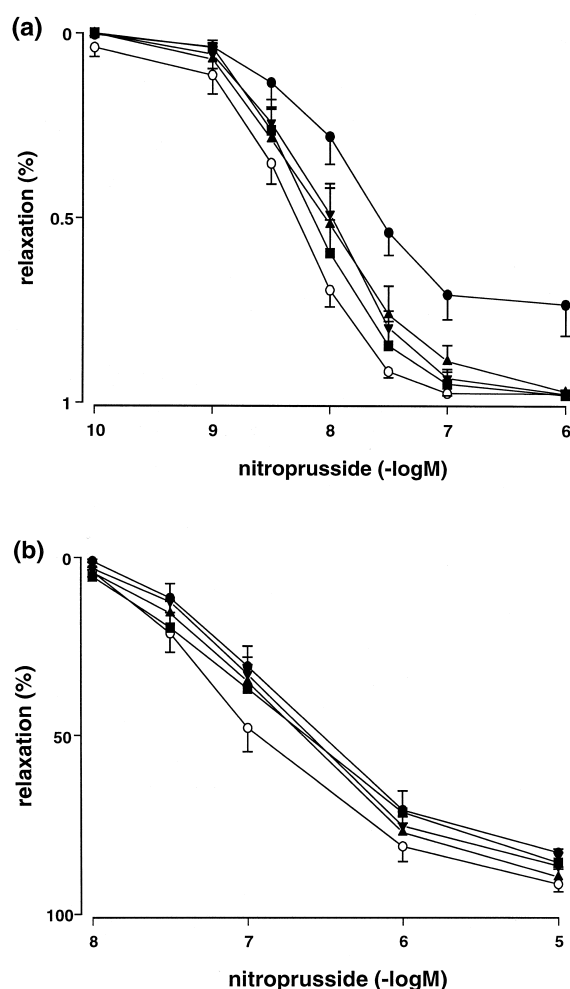 (a)
0
0.5
1
relaxation (%)
10 9 8 7 6
nitroprusside (-logM)
(b)
0
50
100
relaxation (%)
8 7 6 5
nitroprusside (-logM)